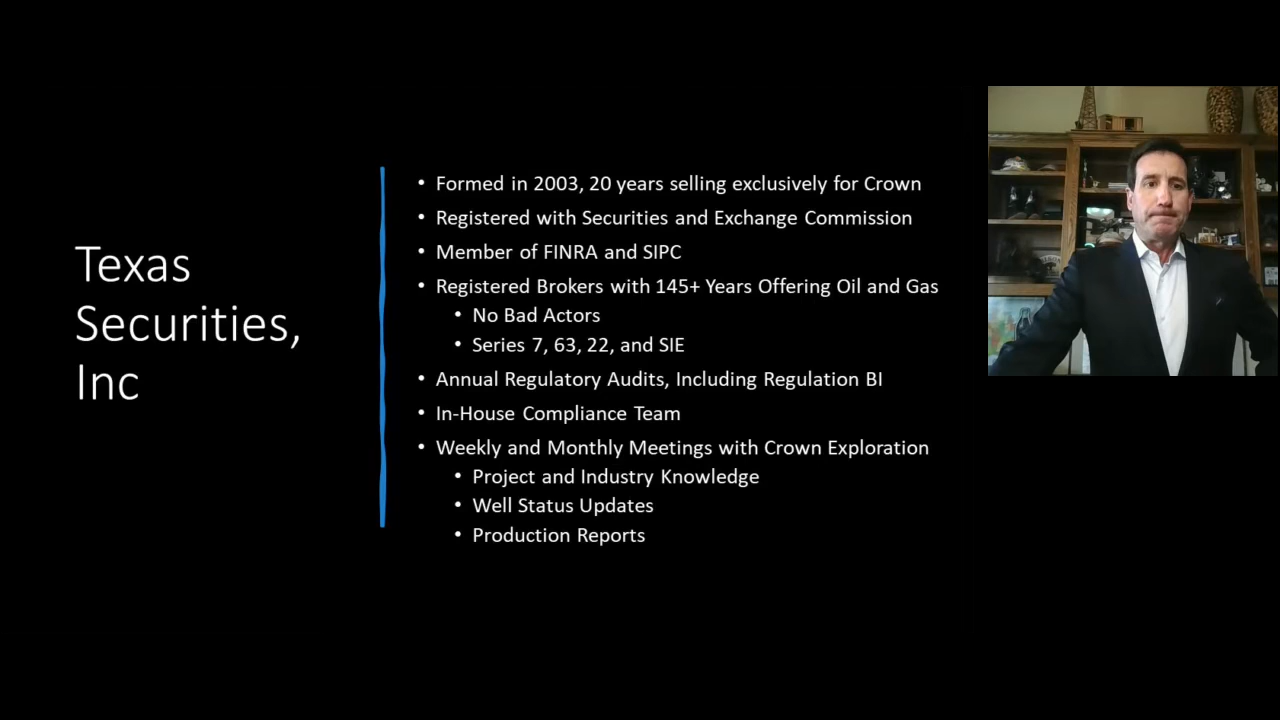 Texas
Securities,
Inc
• Formed in 2003, 20 years selling exclusively for Crown
• Registered with Securities and Exchange Commission
• Member of FINRA and SIPC
• Registered Brokers with 145+ Years Offering Oil and Gas
• No Bad Actors
• Series 7, 63, 22, and SIE
• Annual Regulatory Audits, Including Regulation BI
• In-House Compliance Team
• Weekly and Monthly Meetings with Crown Exploration
• Project and Industry Knowledge
• Well Status Updates
• Production Reports